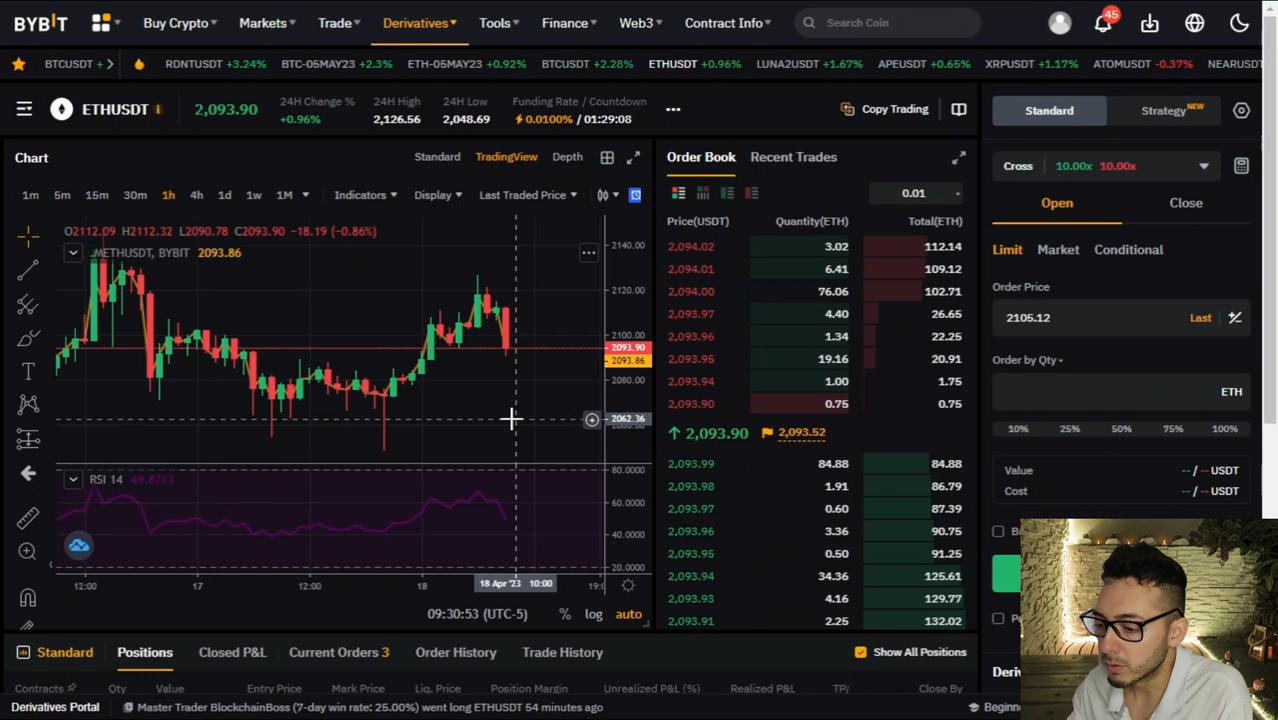 BYBIT Buy Crypto Markets Trade Derivatives Tools Finance Web3 Contract Info Search Coin 45
BTCUSDT + RDNTUSDT +3.24% BTC-05MAY23 +2.3% ETH-05MAY23 +0.92% BTCUSDT +2.28% ETHUSDT +0.96% LUNA2USDT +1.67% APEUSDT +0.65% XRPUSDT +1.17% ATOMUSDT -0.37% NEARUSDT
ETHUSDT 2,093.90
24H Change %
+0.96%
24H High
2,126.56
24H Low
2,048.69
Funding Rate / Countdown
0.0100% / 01:29:08
Copy Trading
Chart
Standard TradingView Depth
1m 5m 15m 30m 1h 4h 1d 1w 1M Indicators Display Last Traded Price
O2112.09 H2112.32 L2090.78 C2093.90 −18.19 (−0.86%)
.METHUSDT, BYBIT 2093.86
2140.00
2120.00
2100.00
2093.90
2093.86
2080.00
2062.36
RSI 14 49.8713
80.0000
60.0000
40.0000
20.0000
12:00 17 12:00 18 18 Apr '23 10:00
09:30:53 (UTC-5) % log auto
Order Book Recent Trades
0.01
Price(USDT) Quantity(ETH) Total(ETH)
2,094.02 3.02 112.14
2,094.01 6.41 109.12
2,094.00 76.06 102.71
2,093.97 4.40 26.65
2,093.96 1.34 22.25
2,093.95 19.16 20.91
2,093.94 1.00 1.75
2,093.90 0.75 0.75
2,093.90 2,093.52
2,093.99 84.88 84.88
2,093.98 1.91 86.79
2,093.97 0.60 87.39
2,093.96 3.36 90.75
2,093.95 0.50 91.25
2,093.94 34.36 125.61
2,093.93 4.16 129.77
2,093.91 2.25 132.02
Standard Strategy NEW
Cross 10.00x 10.00x
Open Close
Limit Market Conditional
Order Price
2105.12 Last
Order by Qty
ETH
10% 25% 50% 75% 100%
Value -- / -- USDT
Cost -- / -- USDT
Standard Positions Closed P&L Current Orders 3 Order History Trade History Show All Positions
Contracts Qty Value Entry Price Mark Price Liq. Price Position Margin Unrealized P&L (%) Realized P&L TP/ Close By
Derivatives Portal Master Trader BlockchainBoss (7-day win rate: 25.00%) went long ETHUSDT 54 minutes ago